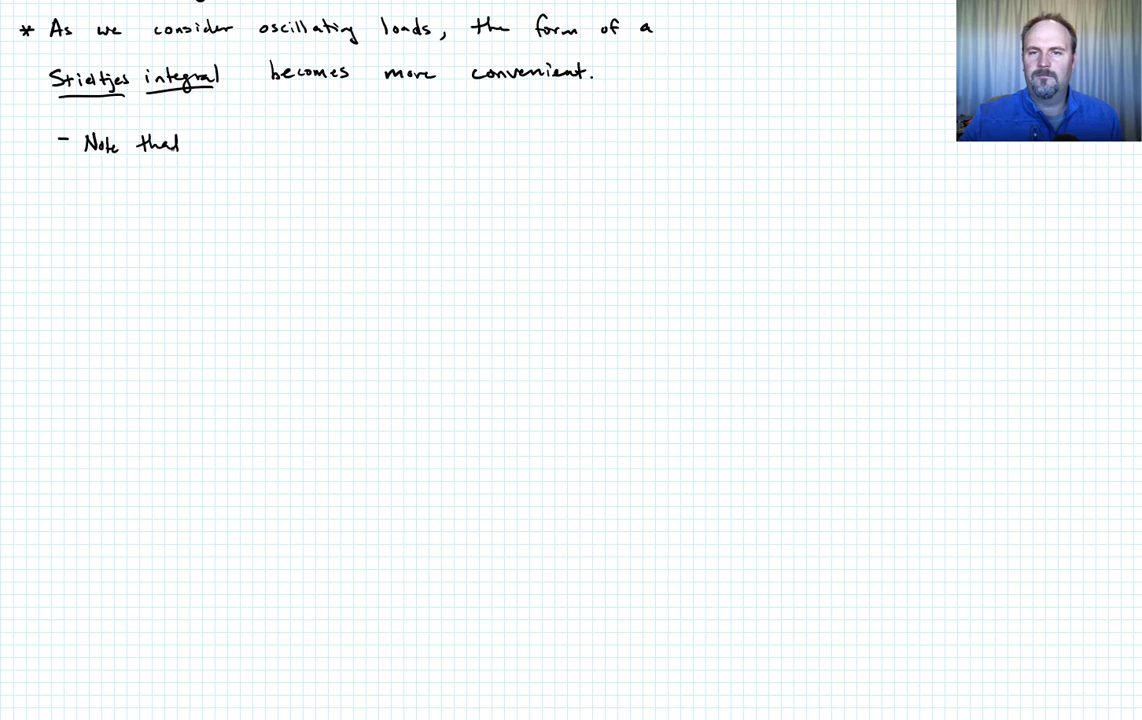 * As we consider oscillating loads, the form of a
Stieltjes integral becomes more convenient.
- Note that